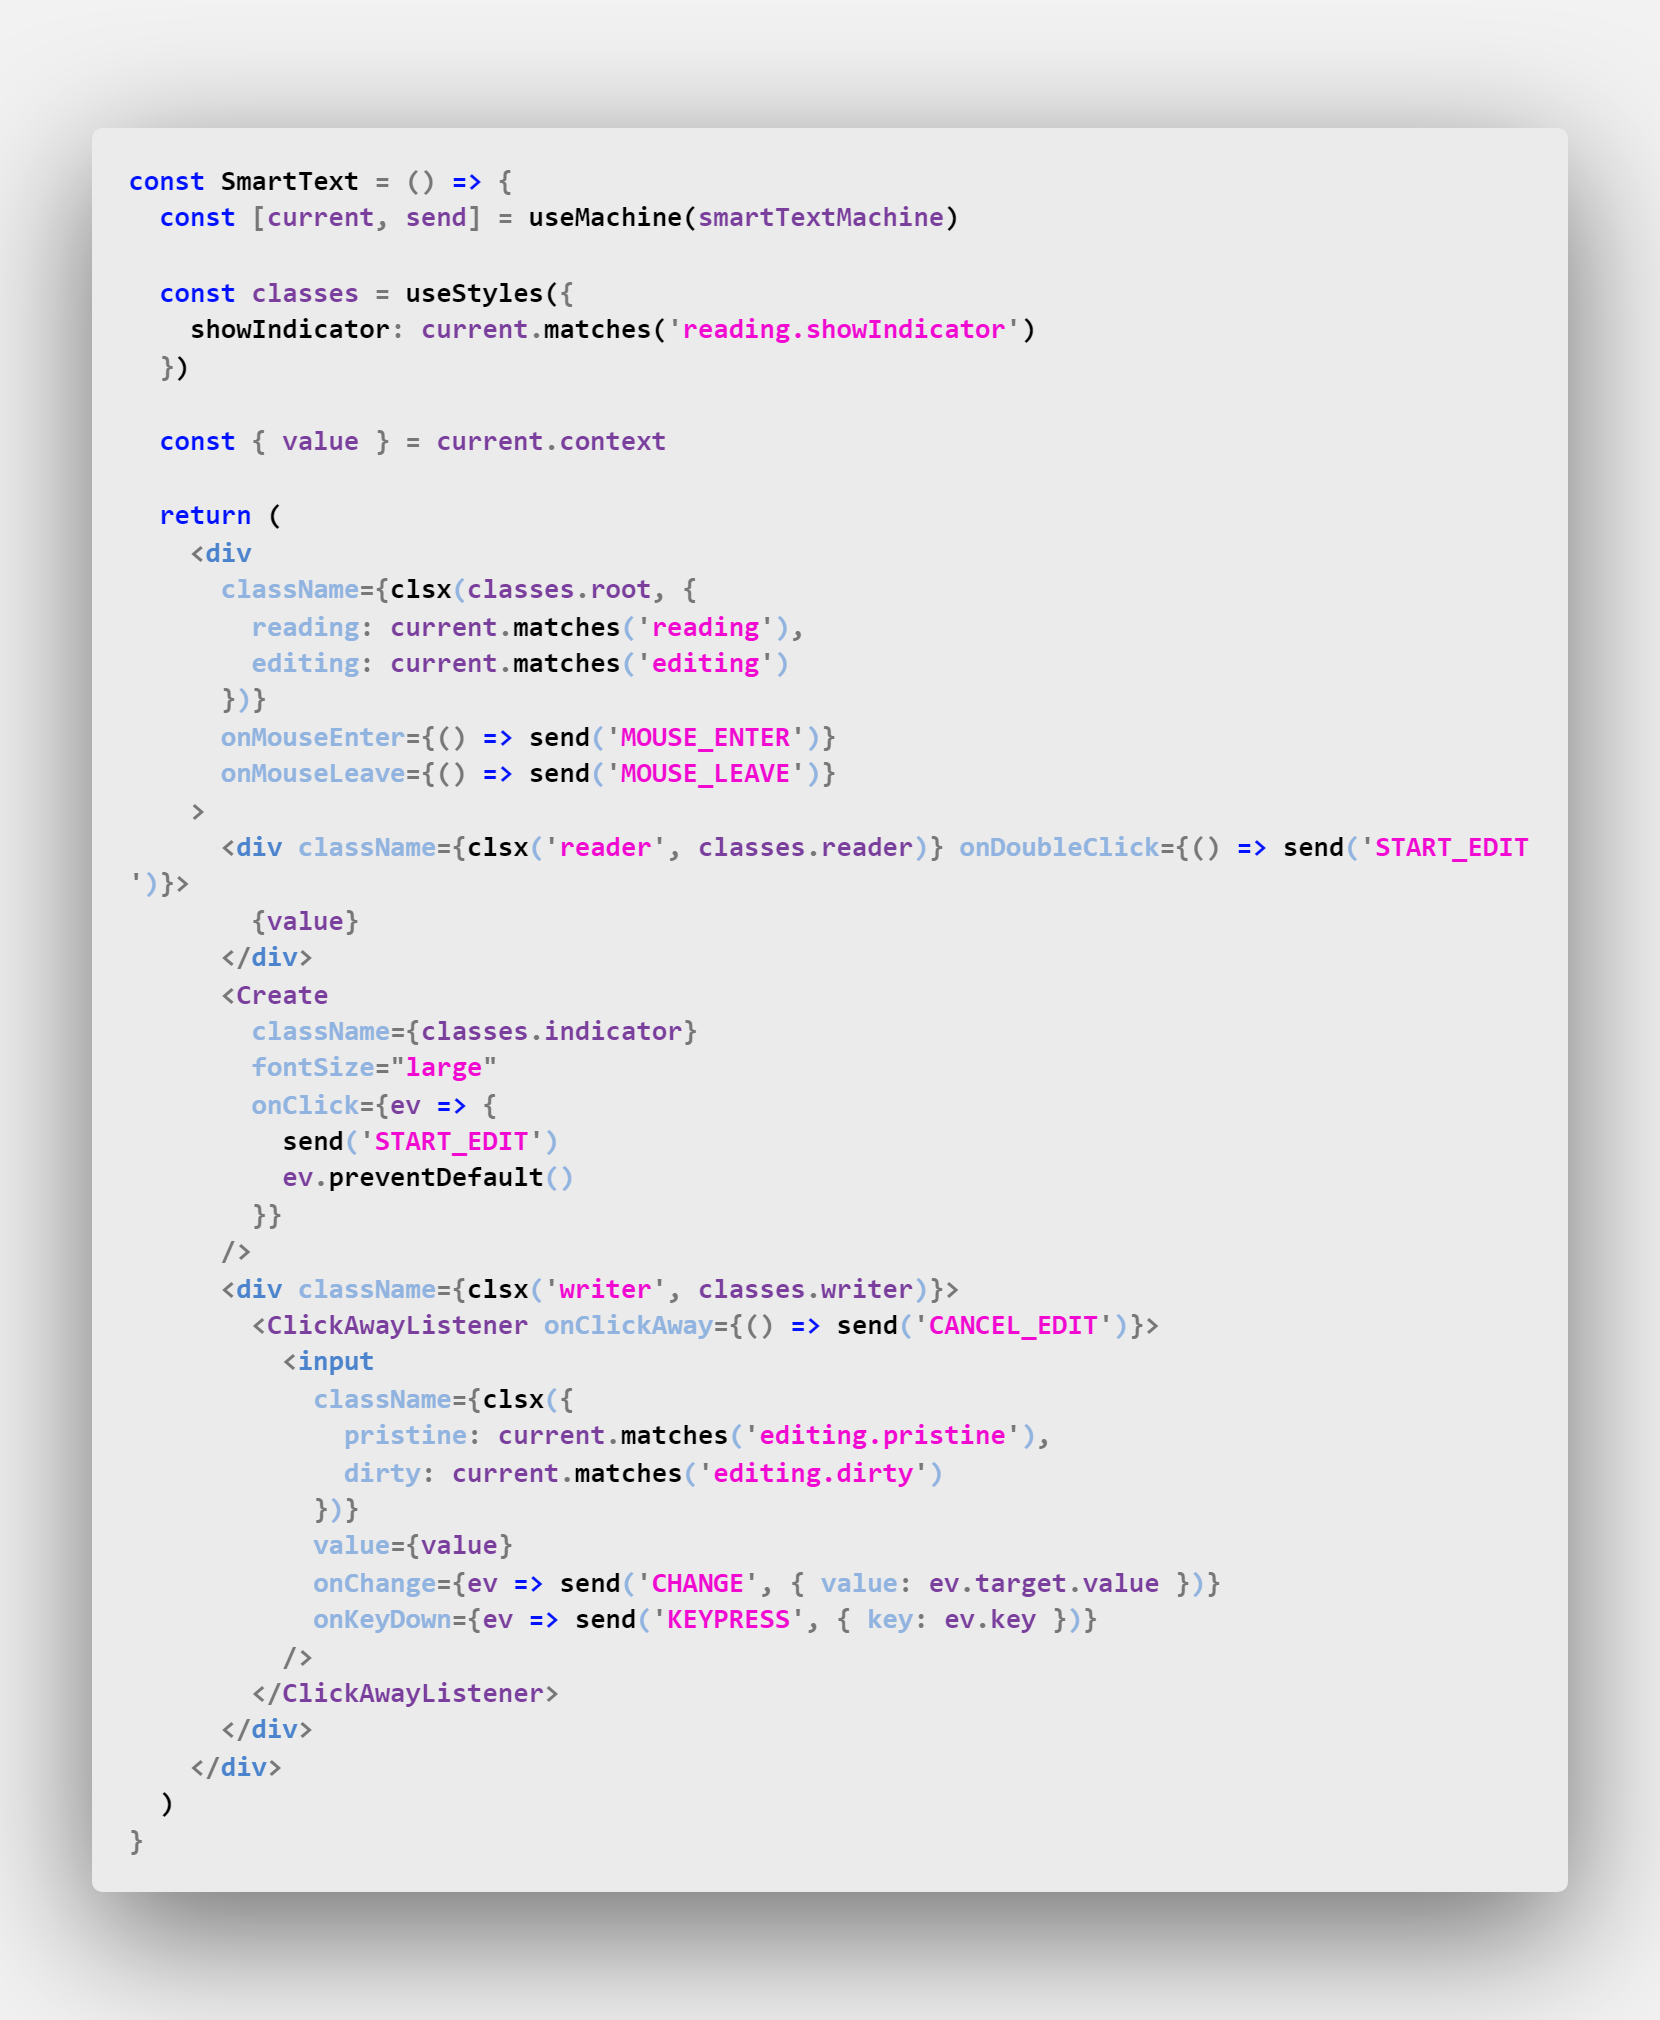 const SmartText = () => {
  const [current, send] = useMachine(smartTextMachine)

  const classes = useStyles({
    showIndicator: current.matches('reading.showIndicator')
  })

  const { value } = current.context

  return (
    <div
      className={clsx(classes.root, {
        reading: current.matches('reading'),
        editing: current.matches('editing')
      })}
      onMouseEnter={() => send('MOUSE_ENTER')}
      onMouseLeave={() => send('MOUSE_LEAVE')}
    >
      <div className={clsx('reader', classes.reader)} onDoubleClick={() => send('START_EDIT
')}>
        {value}
      </div>
      <Create
        className={classes.indicator}
        fontSize="large"
        onClick={ev => {
          send('START_EDIT')
          ev.preventDefault()
        }}
      />
      <div className={clsx('writer', classes.writer)}>
        <ClickAwayListener onClickAway={() => send('CANCEL_EDIT')}>
          <input
            className={clsx({
              pristine: current.matches('editing.pristine'),
              dirty: current.matches('editing.dirty')
            })}
            value={value}
            onChange={ev => send('CHANGE', { value: ev.target.value })}
            onKeyDown={ev => send('KEYPRESS', { key: ev.key })}
          />
        </ClickAwayListener>
      </div>
    </div>
  )
}